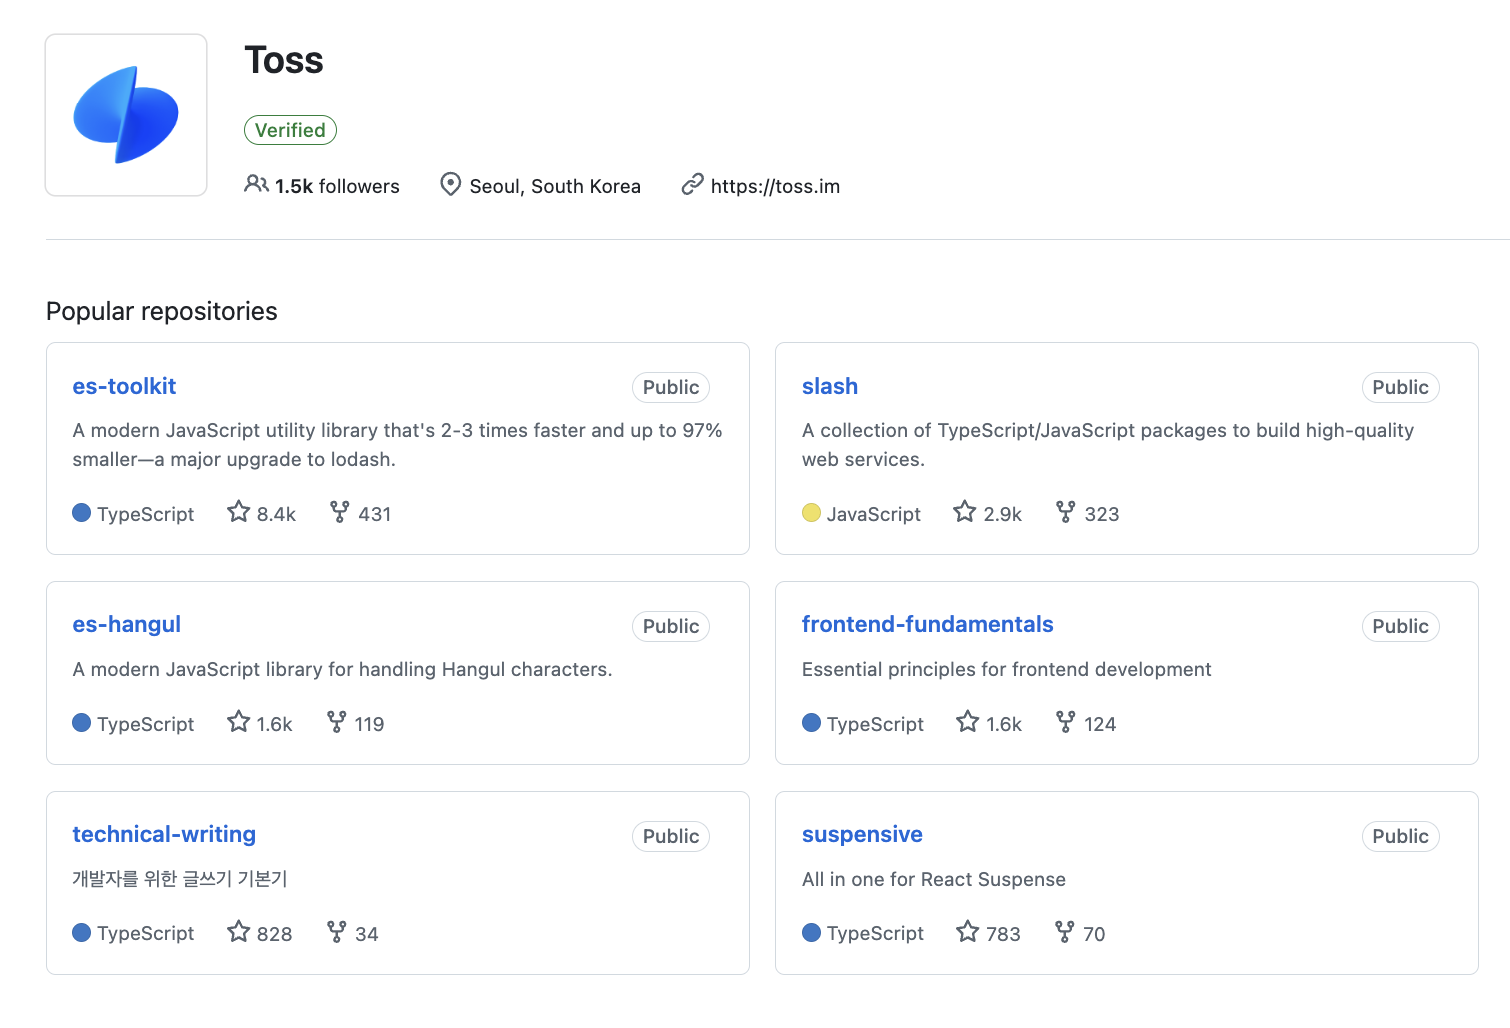 Toss
Verified
1.5k followers Seoul, South Korea https://toss.im
Popular repositories
es-toolkit Public
A modern JavaScript utility library that's 2-3 times faster and up to 97%
smaller—a major upgrade to lodash.
TypeScript 8.4k 431
slash Public
A collection of TypeScript/JavaScript packages to build high-quality
web services.
JavaScript 2.9k 323
es-hangul Public
A modern JavaScript library for handling Hangul characters.
TypeScript 1.6k 119
frontend-fundamentals Public
Essential principles for frontend development
TypeScript 1.6k 124
technical-writing Public
개발자를 위한 글쓰기 기본기
TypeScript 828 34
suspensive Public
All in one for React Suspense
TypeScript 783 70